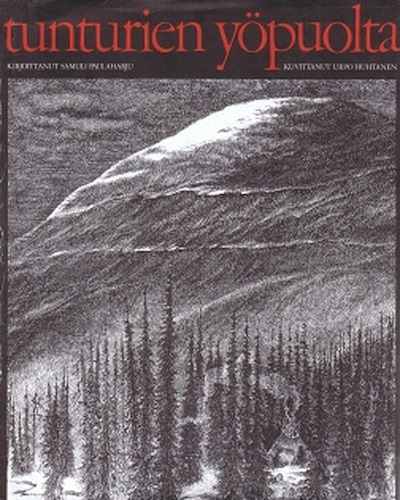 tunturien yöpuolta
KIRJOITTANUT SAMULI PAULAHARJU KUVITTANUT URPO HUHTANEN